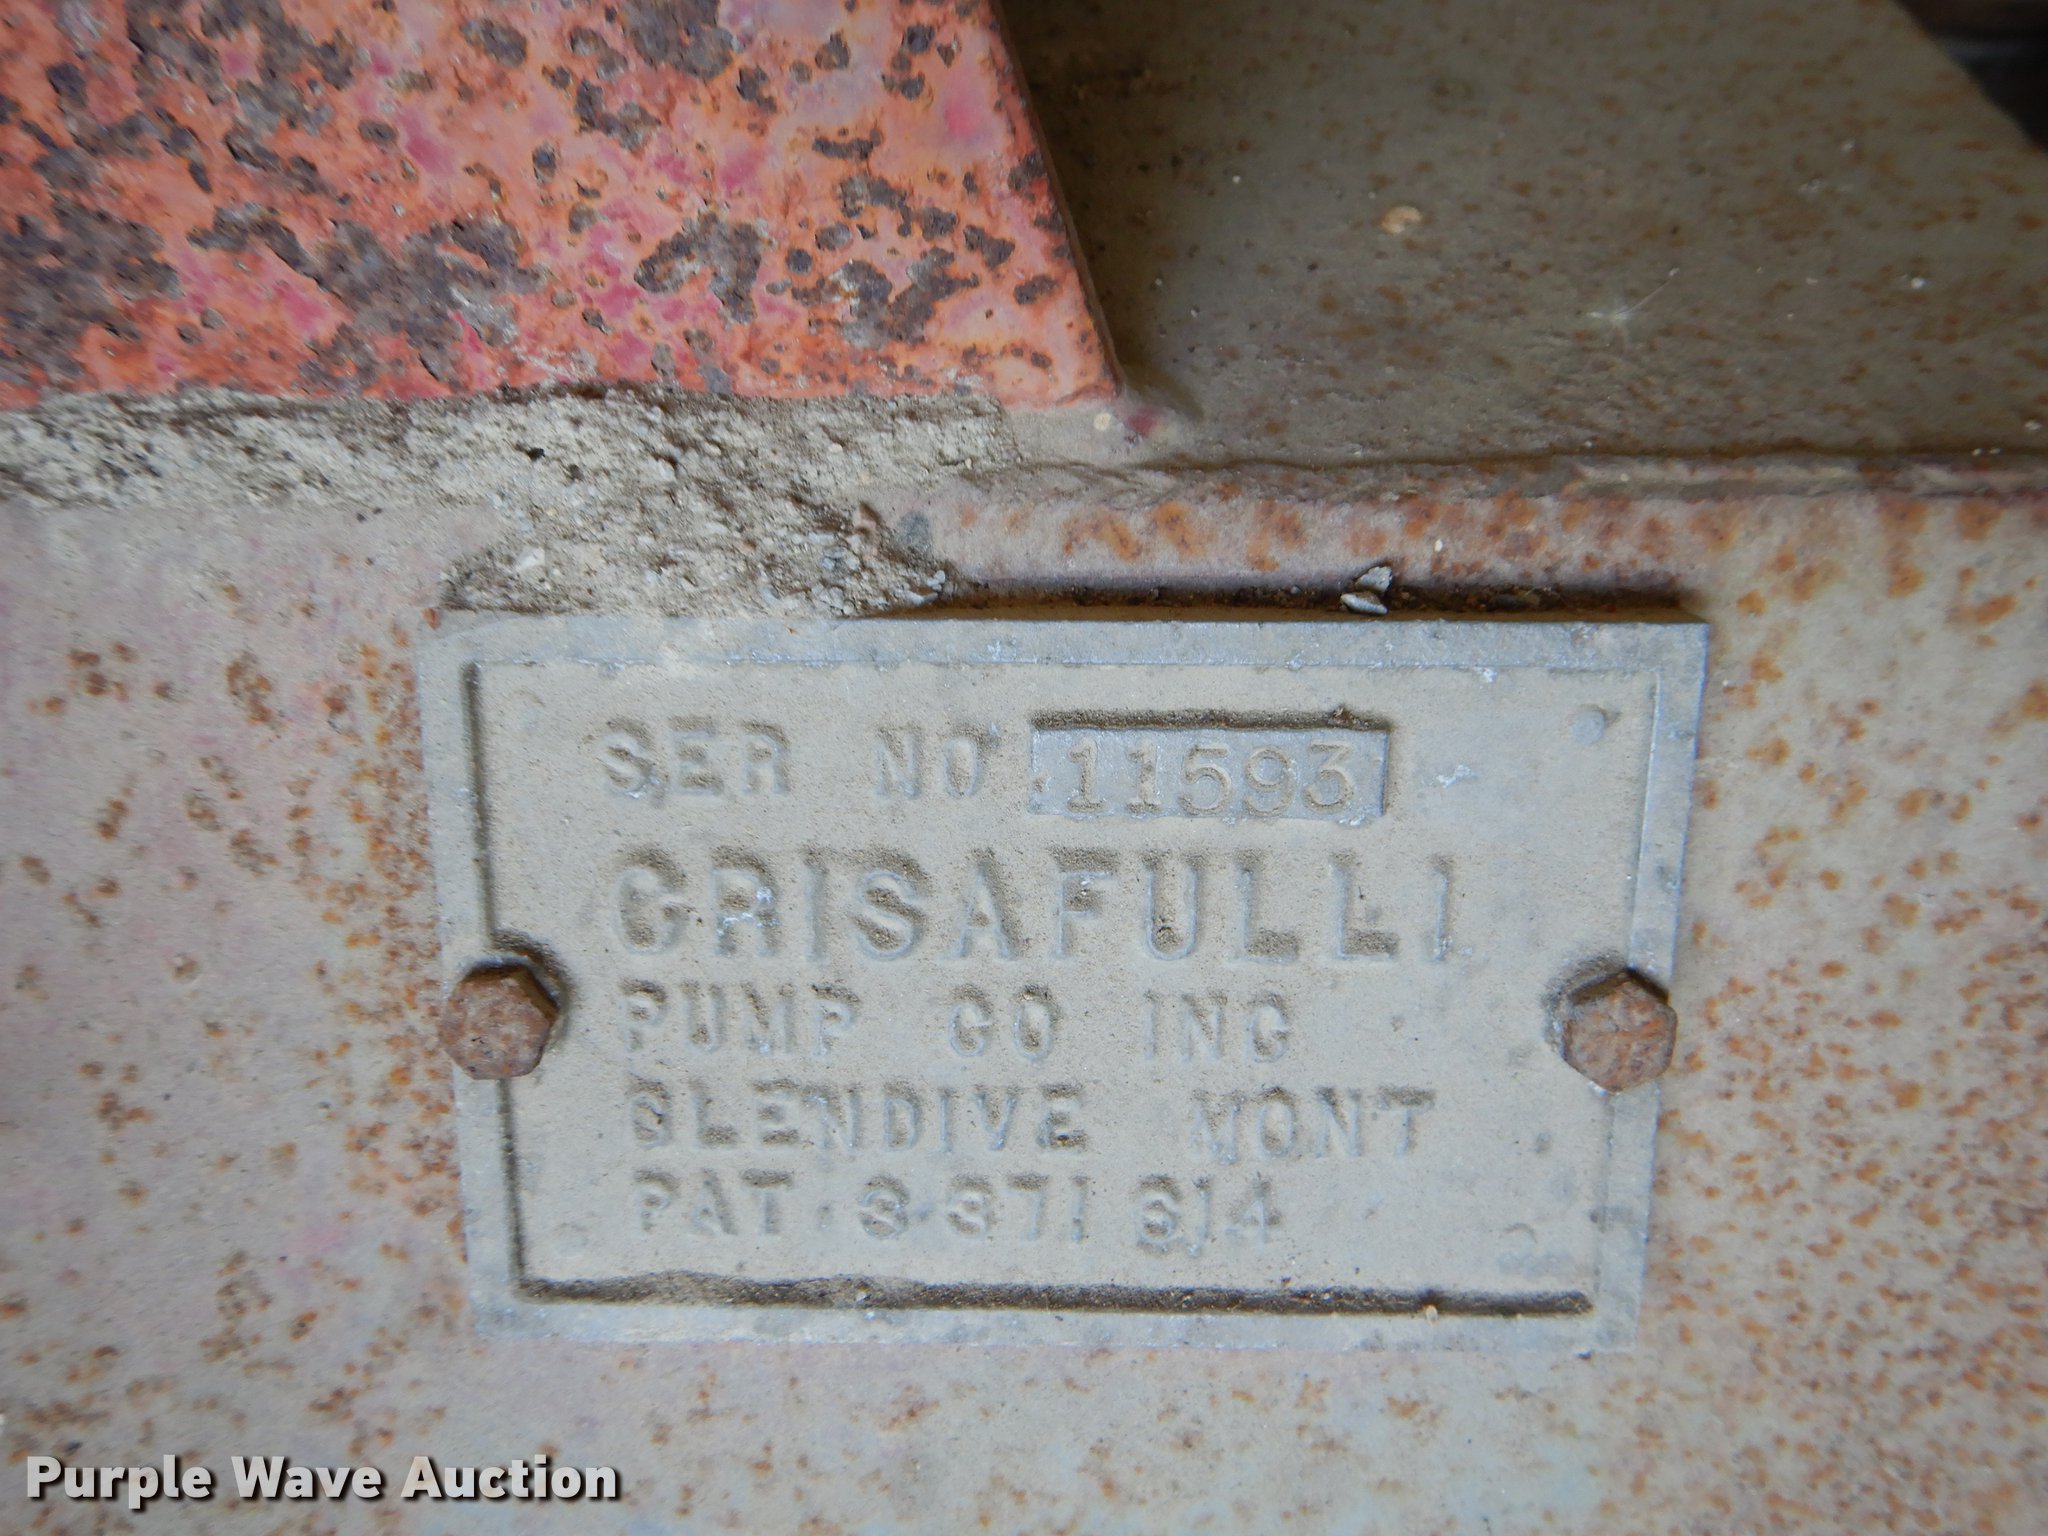 SER NO 11593
CRISAFULLI
PUMP CO INC
GLENDIVE MONT
PAT. 3.371 614
Purple Wave Auction